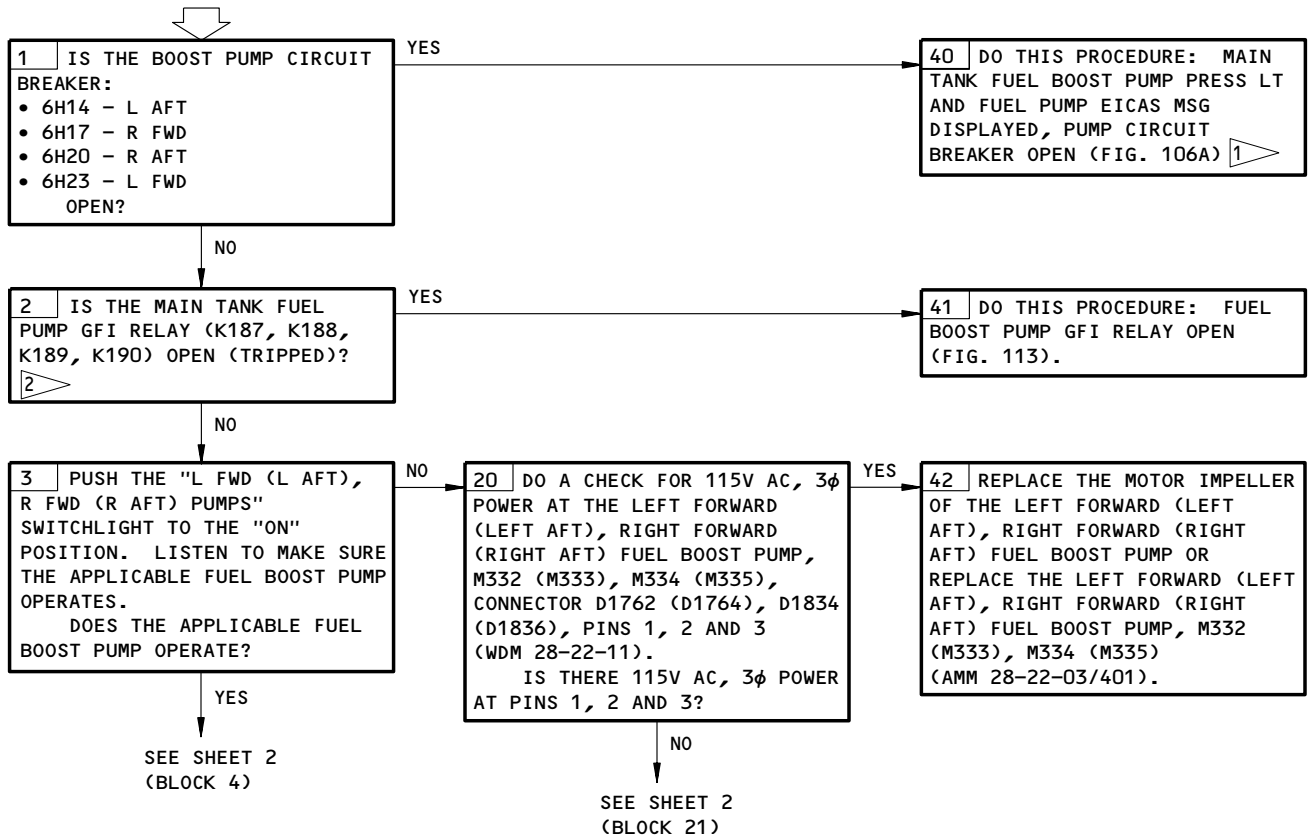 1 IS THE BOOST PUMP CIRCUIT
BREAKER:
• 6H14 – L AFT
• 6H17 – R FWD
• 6H20 – R AFT
• 6H23 – L FWD
OPEN?
YES
40 DO THIS PROCEDURE: MAIN
TANK FUEL BOOST PUMP PRESS LT
AND FUEL PUMP EICAS MSG
DISPLAYED, PUMP CIRCUIT
BREAKER OPEN (FIG. 106A) 1
NO
2 IS THE MAIN TANK FUEL
PUMP GFI RELAY (K187, K188,
K189, K190) OPEN (TRIPPED)?
2
YES
41 DO THIS PROCEDURE: FUEL
BOOST PUMP GFI RELAY OPEN
(FIG. 113).
NO
3 PUSH THE "L FWD (L AFT),
R FWD (R AFT) PUMPS"
SWITCHLIGHT TO THE "ON"
POSITION. LISTEN TO MAKE SURE
THE APPLICABLE FUEL BOOST PUMP
OPERATES.
DOES THE APPLICABLE FUEL
BOOST PUMP OPERATE?
NO
20 DO A CHECK FOR 115V AC, 3ϕ
POWER AT THE LEFT FORWARD
(LEFT AFT), RIGHT FORWARD
(RIGHT AFT) FUEL BOOST PUMP,
M332 (M333), M334 (M335),
CONNECTOR D1762 (D1764), D1834
(D1836), PINS 1, 2 AND 3
(WDM 28–22–11).
IS THERE 115V AC, 3ϕ POWER
AT PINS 1, 2 AND 3?
YES
42 REPLACE THE MOTOR IMPELLER
OF THE LEFT FORWARD (LEFT
AFT), RIGHT FORWARD (RIGHT
AFT) FUEL BOOST PUMP OR
REPLACE THE LEFT FORWARD (LEFT
AFT), RIGHT FORWARD (RIGHT
AFT) FUEL BOOST PUMP, M332
(M333), M334 (M335)
(AMM 28–22–03/401).
YES
SEE SHEET 2
(BLOCK 4)
NO
SEE SHEET 2
(BLOCK 21)